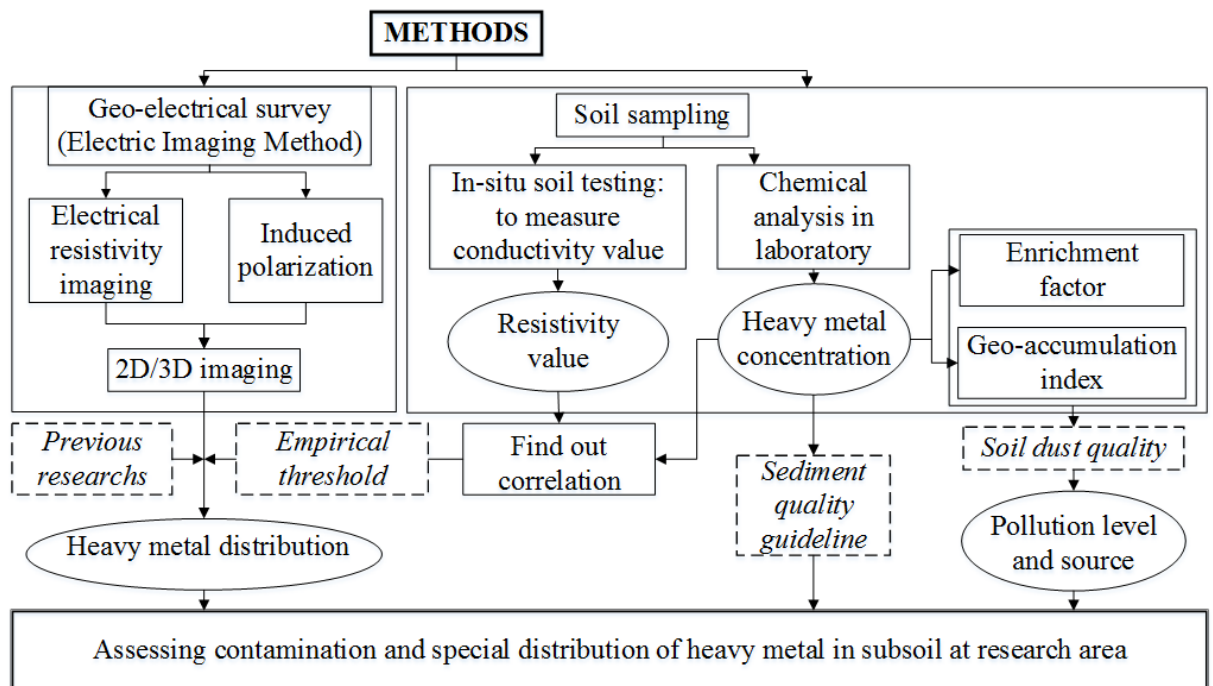 METHODS
Geo-electrical survey
(Electric Imaging Method)
Electrical
resistivity
imaging
Induced
polarization
2D/3D imaging
Soil sampling
In-situ soil testing:
to measure
conductivity value
Chemical
analysis in
laboratory
Resistivity
value
Heavy metal
concentration
Enrichment
factor
Geo-accumulation
index
Previous
researchs
Empirical
threshold
Find out
correlation
Sediment
quality
guideline
Soil dust quality
Heavy metal distribution
Pollution level
and source
Assessing contamination and special distribution of heavy metal in subsoil at research area